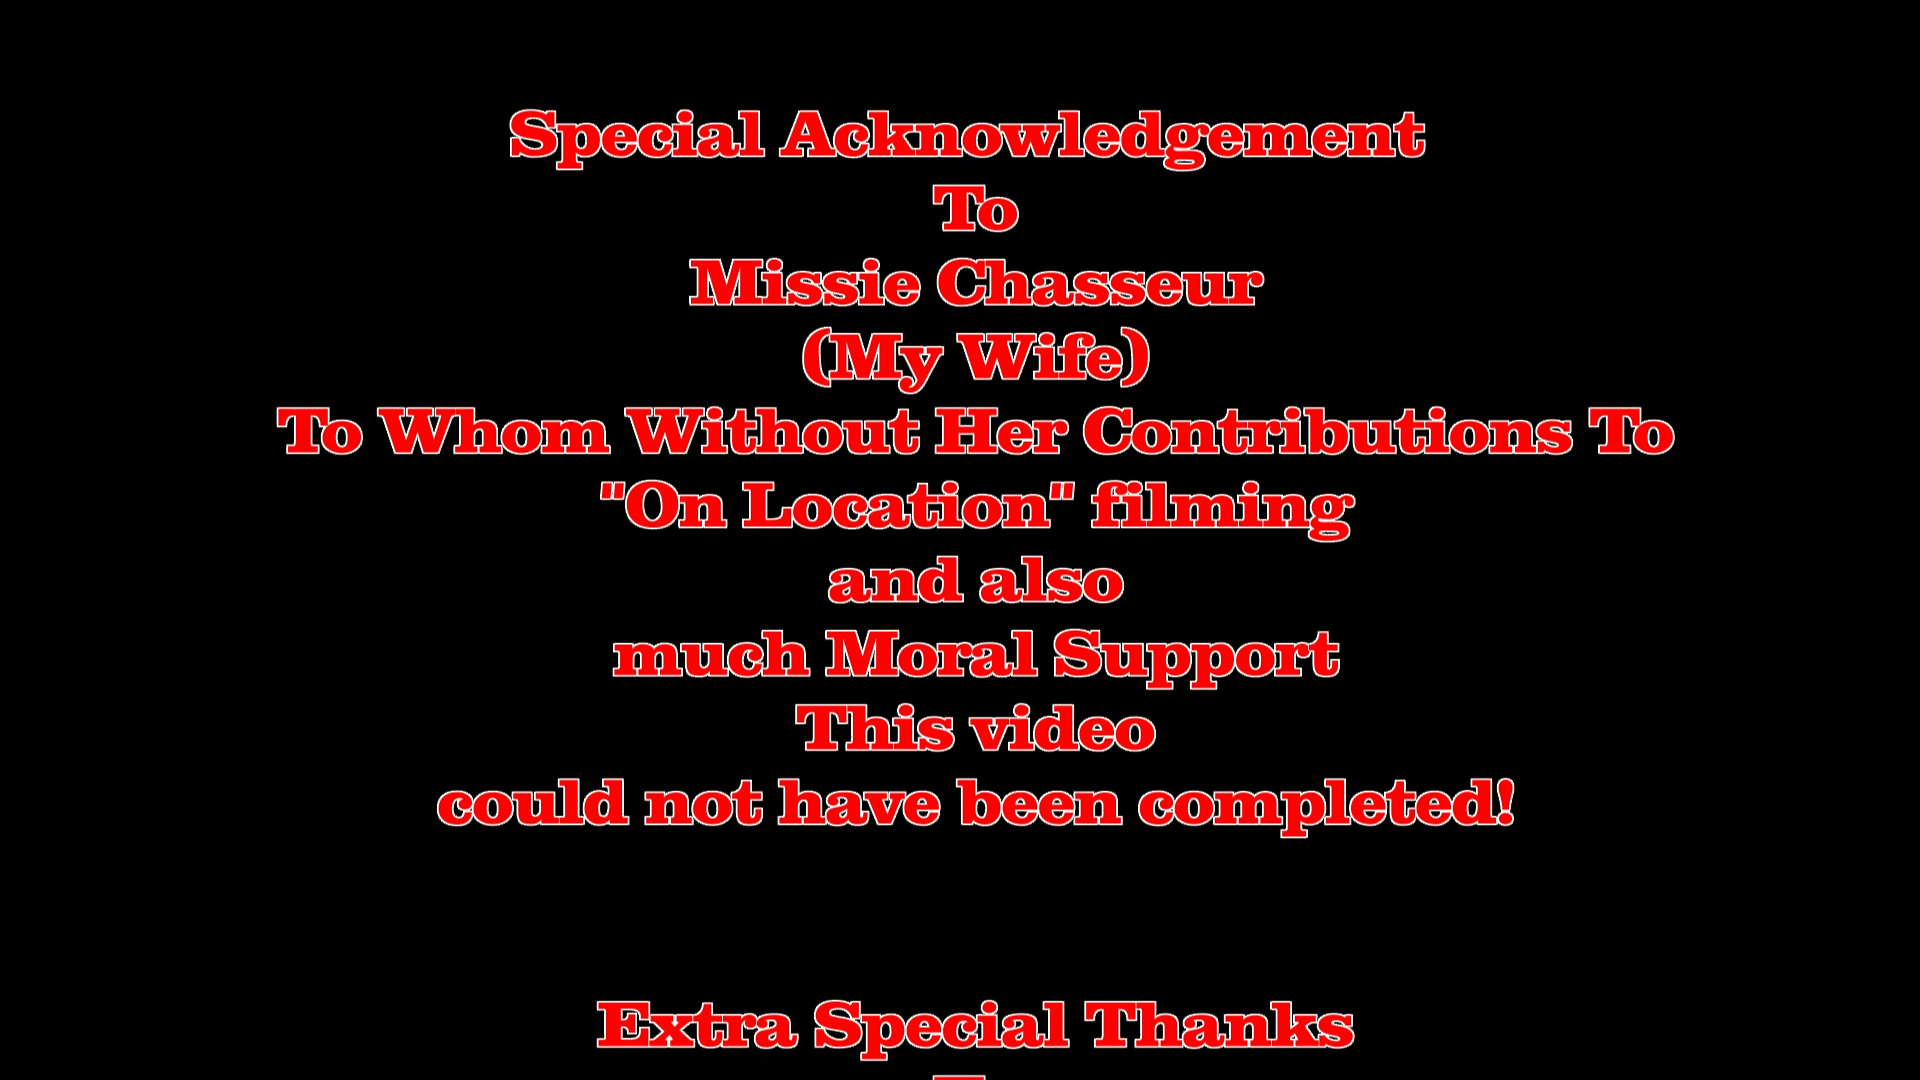 Special Acknowledgement
To
Missie Chasseur
(My Wife)
To Whom Without Her Contributions To
"On Location" filming
and also
much Moral Support
This video
could not have been completed!
Extra Special Thanks